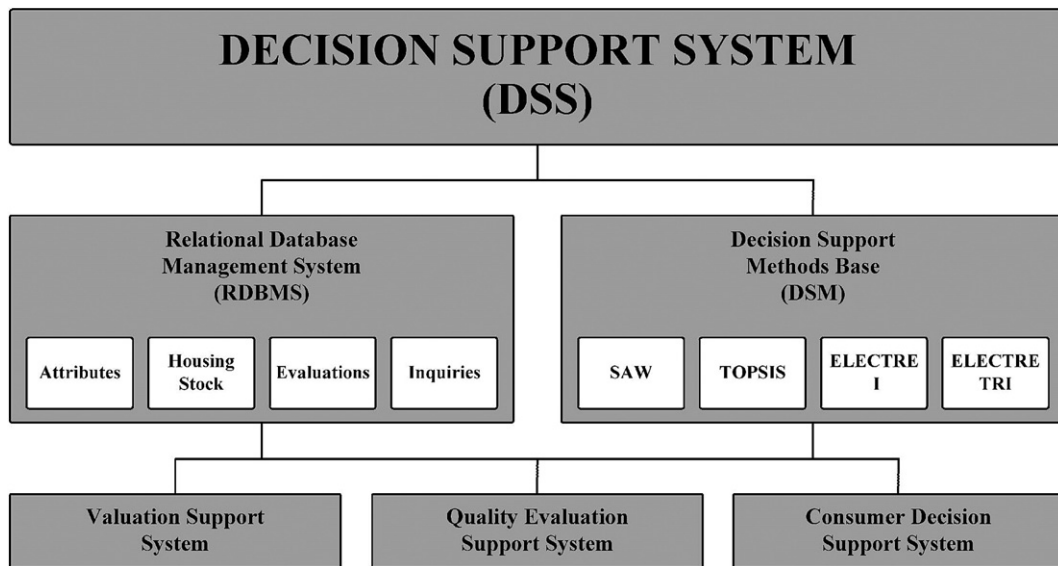 DECISION SUPPORT SYSTEM
(DSS)
Relational Database
Management System
(RDBMS)
Attributes
Housing
Stock
Evaluations
Inquiries
Decision Support
Methods Base
(DSM)
SAW
TOPSIS
ELECTRE
I
ELECTRE
TRI
Valuation Support
System
Quality Evaluation
Support System
Consumer Decision
Support System